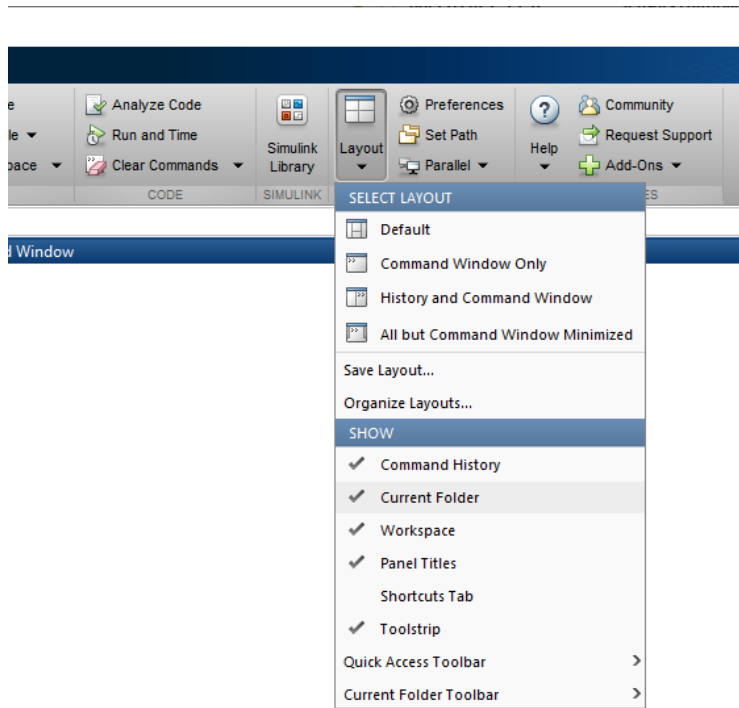 Analyze Code
Run and Time
Clear Commands
CODE
Simulink
Library
SIMULINK
Layout
Preferences
Set Path
Parallel
Help
Community
Request Support
Add-Ons
ES
Window
SELECT LAYOUT
Default
Command Window Only
History and Command Window
All but Command Window Minimized
Save Layout...
Organize Layouts...
SHOW
Command History
Current Folder
Workspace
Panel Titles
Shortcuts Tab
Toolstrip
Quick Access Toolbar
Current Folder Toolbar